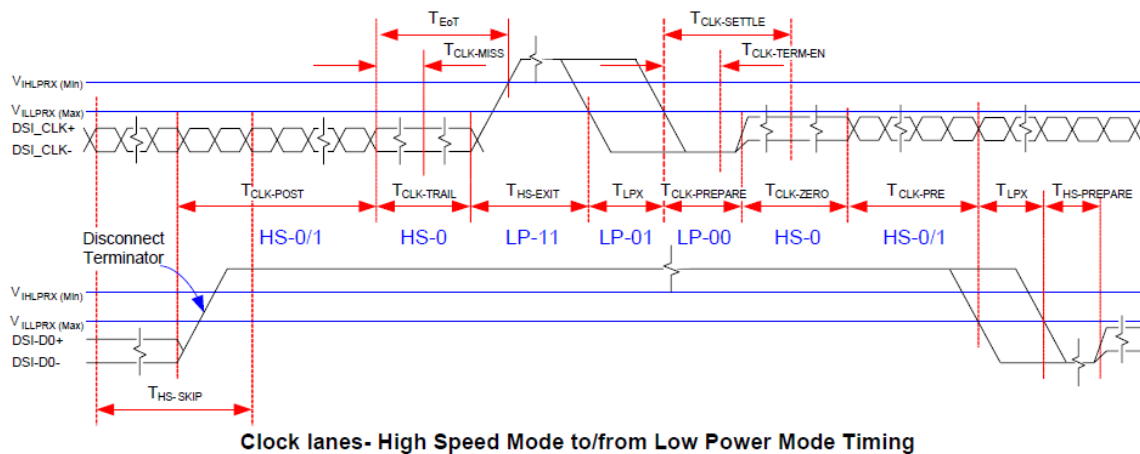 TEoT
TCLK-SETTLE
TCLK-MISS
TCLK-TERM-EN
VIHLPRX (Min)
VILLPRX (Max)
DSI_CLK+
DSI_CLK-
TCLK-POST
TCLK-TRAIL
THS-EXIT
TLPX
TCLK-PREPARE
TCLK-ZERO
TCLK-PRE
TLPX
THS-PREPARE
Disconnect
Terminator
HS-0/1
HS-0
LP-11
LP-01
LP-00
HS-0
HS-0/1
VIHLPRX (Min)
VILLPRX (Max)
DSI-D0+
DSI-D0-
THS-SKIP
Clock lanes- High Speed Mode to/from Low Power Mode Timing